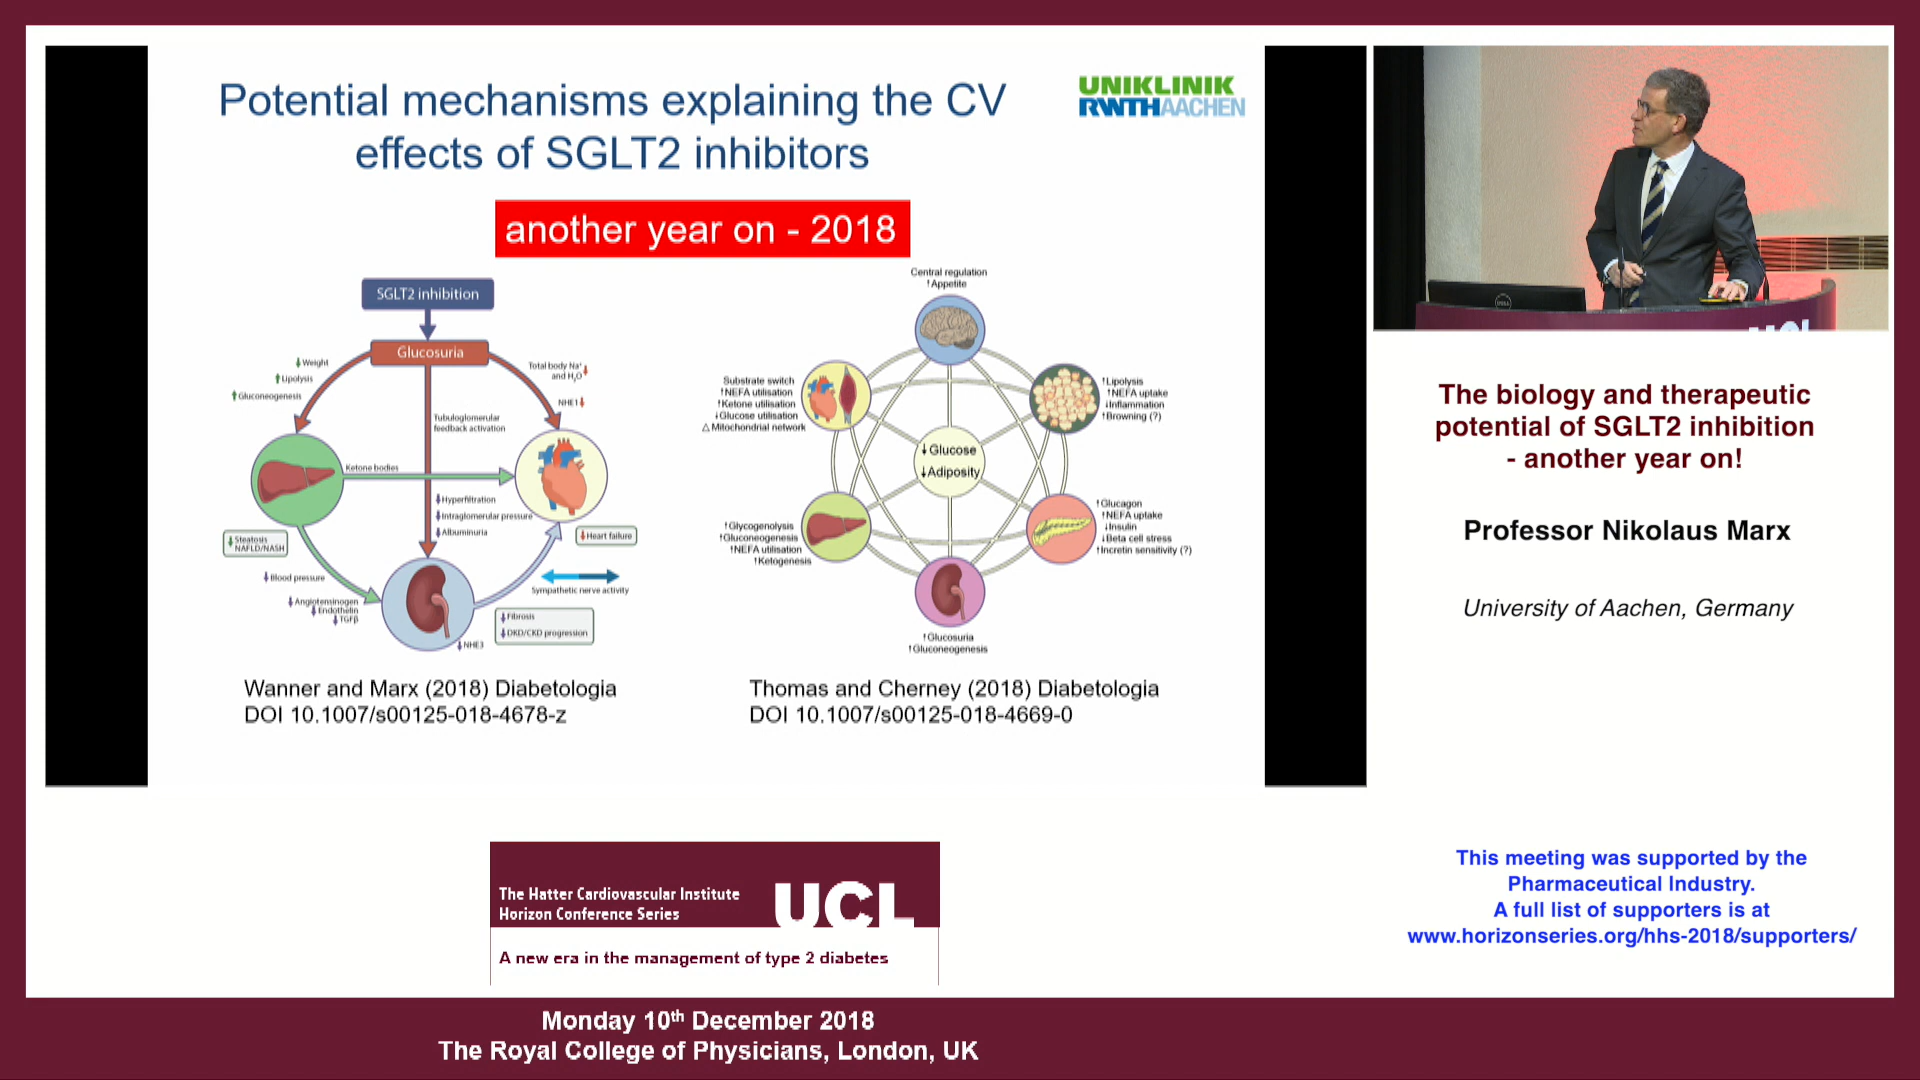 Potential mechanisms explaining the CV
effects of SGLT2 inhibitors
UNIKLINIK
RWTHAACHEN
another year on - 2018
SGLT2 inhibition
Glucosuria
↓Weight
↑Lipolysis
↑Gluconeogenesis
Total body Na⁺
and H₂O ↓
NHE1↓
Tubuloglomerular
feedback activation
Ketone bodies
↓Hyperfiltration
↓Intraglomerular pressure
↓Albuminuria
↓Steatosis
NAFLD/NASH
↓Heart failure
↓Blood pressure
↓Angiotensinogen
↓Endothelin
↓TGFβ
Sympathetic nerve activity
↓Fibrosis
↓DKD/CKD progression
↓NHE3
Wanner and Marx (2018) Diabetologia
DOI 10.1007/s00125-018-4678-z
Central regulation
↑Appetite
Substrate switch
↑NEFA utilisation
↑Ketone utilisation
↓Glucose utilisation
△ Mitochondrial network
↑Lipolysis
↑NEFA uptake
↓Inflammation
↑Browning (?)
↓Glucose
↓Adiposity
↑Glycogenolysis
↑Gluconeogenesis
↑NEFA utilisation
↑Ketogenesis
↑Glucagon
↑NEFA uptake
↓Insulin
↓Beta cell stress
↑Incretin sensitivity (?)
↑Glucosuria
↑Gluconeogenesis
Thomas and Cherney (2018) Diabetologia
DOI 10.1007/s00125-018-4669-0
DELL
UCL
The biology and therapeutic
potential of SGLT2 inhibition
- another year on!
Professor Nikolaus Marx
University of Aachen, Germany
This meeting was supported by the
Pharmaceutical Industry.
A full list of supporters is at
www.horizonseries.org/hhs-2018/supporters/
The Hatter Cardiovascular Institute
Horizon Conference Series
UCL
A new era in the management of type 2 diabetes
Monday 10th December 2018
The Royal College of Physicians, London, UK